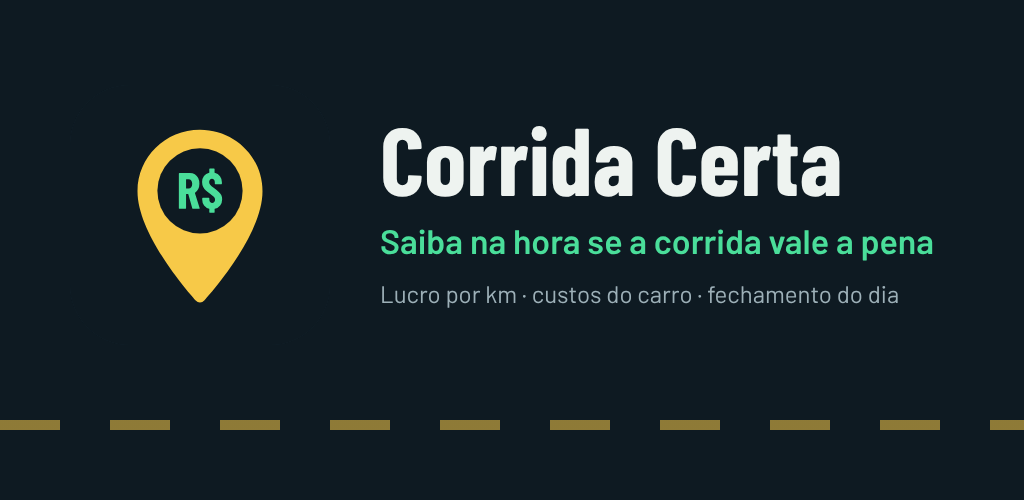 R$
Corrida Certa
Saiba na hora se a corrida vale a pena
Lucro por km · custos do carro · fechamento do dia